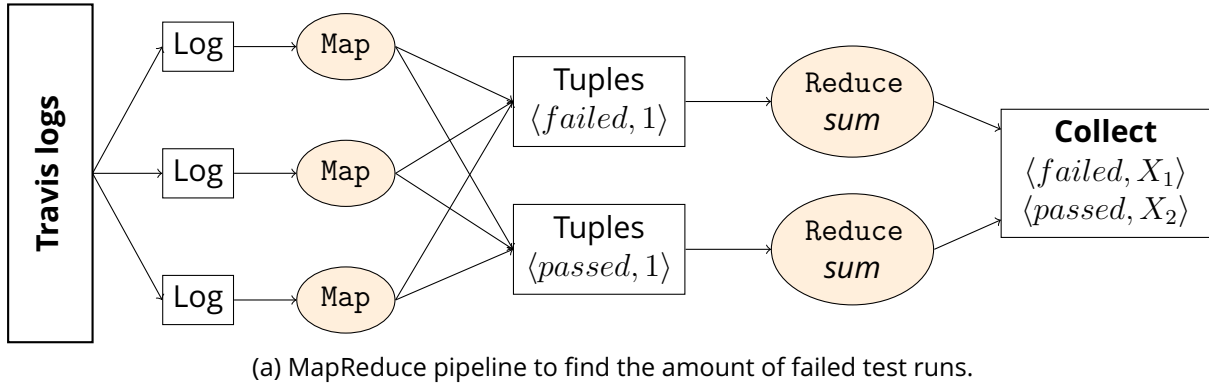 Travis logs
Log
Map
Log
Map
Log
Map
Tuples
⟨failed, 1⟩
Tuples
⟨passed, 1⟩
Reduce
sum
Reduce
sum
Collect
⟨failed, X₁⟩
⟨passed, X₂⟩
(a) MapReduce pipeline to find the amount of failed test runs.